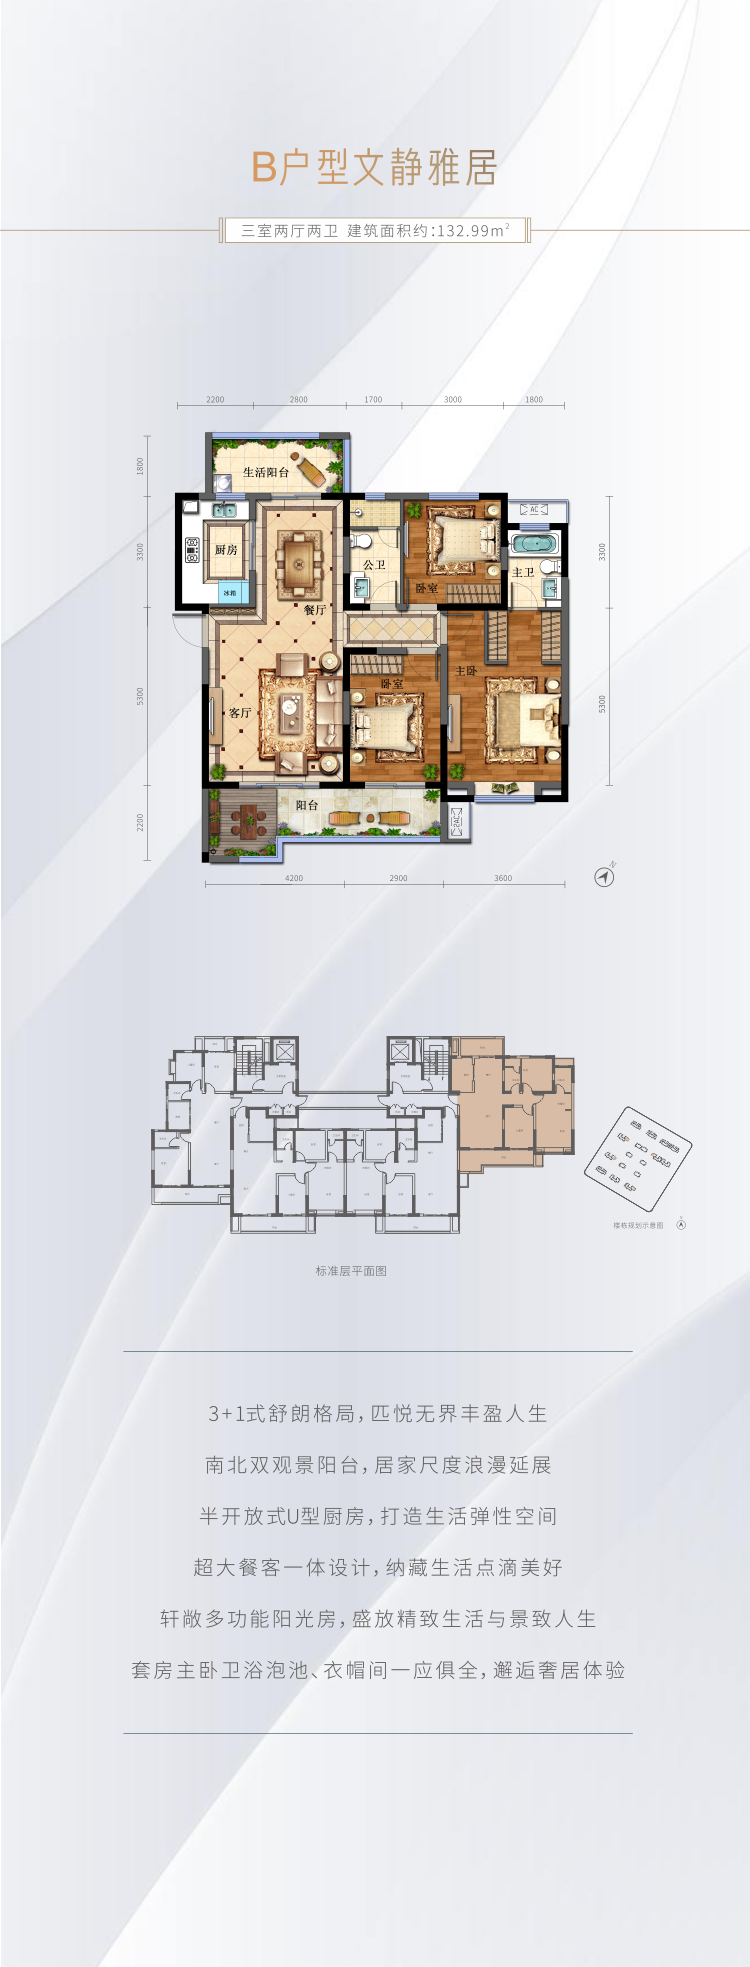 B户型文静雅居
三室两厅两卫 建筑面积约:132.99m²
2200 2800 1700 3000 1800
1800
3300
5300
2200
3300
5300
生活阳台
AC
厨房
公卫
主卫
冰箱
卧室
餐厅
主卧
卧室
客厅
阳台
2AC
N
4200 2900 3600
楼栋规划示意图
标准层平面图
3+1式舒朗格局,匹悦无界丰盈人生
南北双观景阳台,居家尺度浪漫延展
半开放式U型厨房,打造生活弹性空间
超大餐客一体设计,纳藏生活点滴美好
轩敞多功能阳光房,盛放精致生活与景致人生
套房主卧卫浴泡池、衣帽间一应俱全,邂逅奢居体验